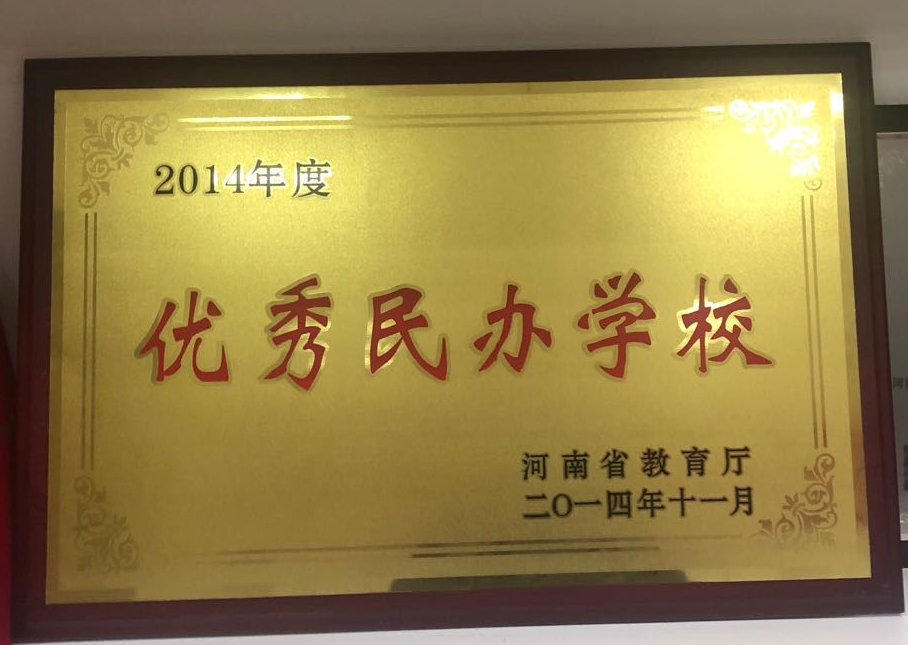 2014年度
优秀民办学校
河南省教育厅
二〇一四年十一月